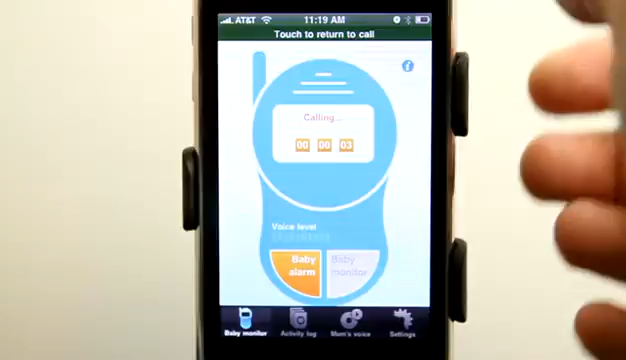 AT&T 11:19 AM
Touch to return to call
i
Calling...
00 00 03
Voice level
Baby alarm
Baby monitor
Baby monitor Activity log Mum's voice Settings